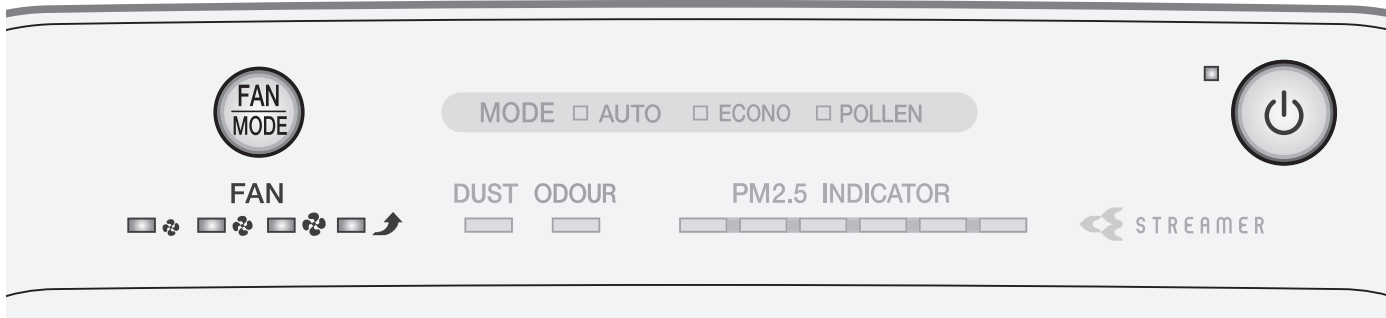 FAN
MODE
MODE AUTO ECONO POLLEN
FAN DUST ODOUR PM2.5 INDICATOR
STREAMER